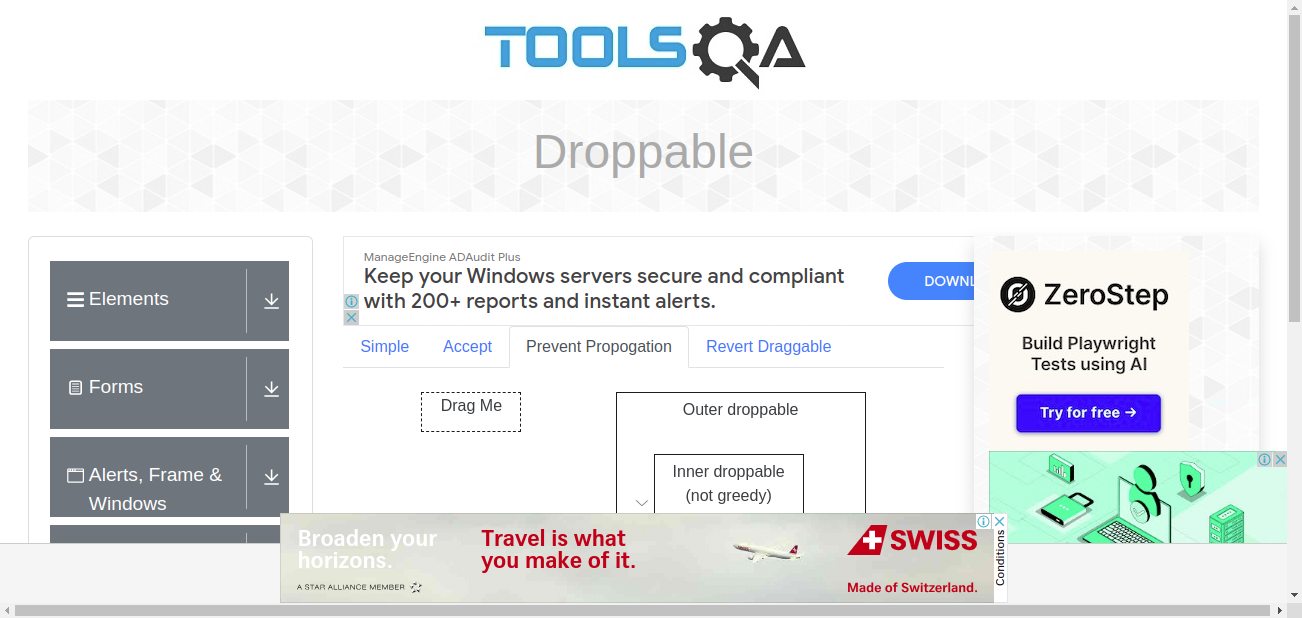 TOOLSQA
Droppable
Elements
Forms
Alerts, Frame &
Windows
ManageEngine ADAudit Plus
Keep your Windows servers secure and compliant
with 200+ reports and instant alerts.
DOWNL
Simple
Accept
Prevent Propogation
Revert Draggable
Drag Me
Outer droppable
Inner droppable
(not greedy)
ZeroStep
Build Playwright
Tests using AI
Try for free →
Broaden your
horizons.
A STAR ALLIANCE MEMBER
Travel is what
you make of it.
SWISS
Made of Switzerland.
Conditions